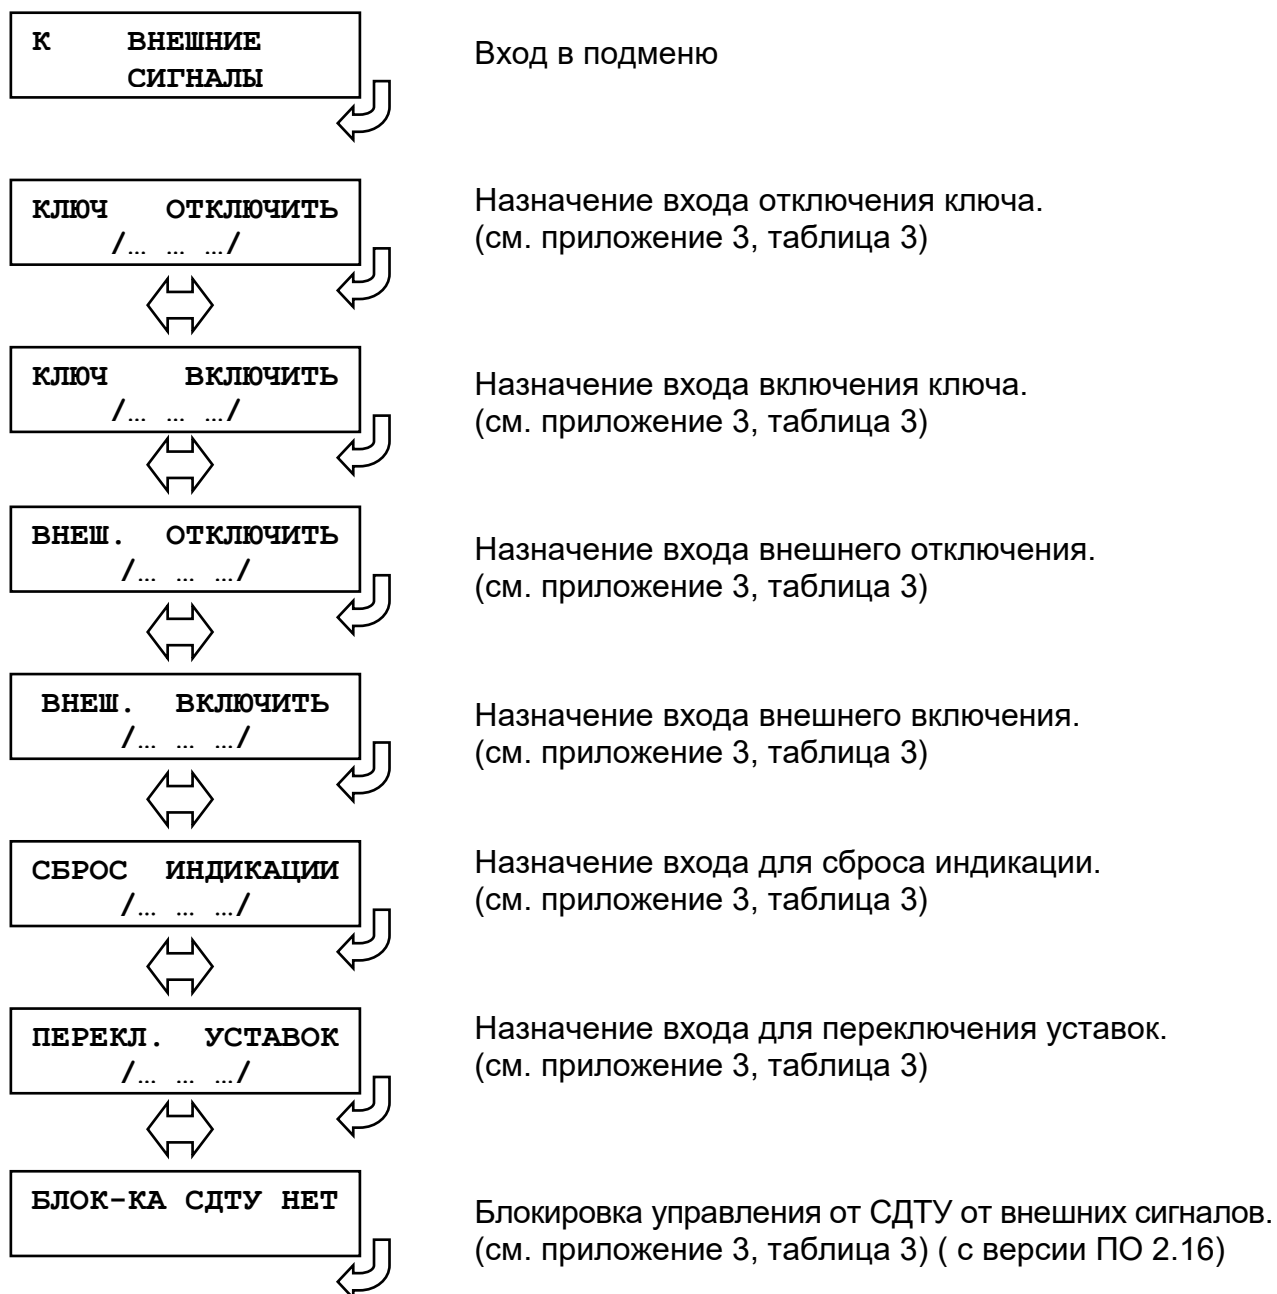 К ВНЕШНИЕ
СИГНАЛЫ
Вход в подменю
КЛЮЧ ОТКЛЮЧИТЬ
/… … …/
Назначение входа отключения ключа.
(см. приложение 3, таблица 3)
КЛЮЧ ВКЛЮЧИТЬ
/… … …/
Назначение входа включения ключа.
(см. приложение 3, таблица 3)
ВНЕШ. ОТКЛЮЧИТЬ
/… … …/
Назначение входа внешнего отключения.
(см. приложение 3, таблица 3)
ВНЕШ. ВКЛЮЧИТЬ
/… … …/
Назначение входа внешнего включения.
(см. приложение 3, таблица 3)
СБРОС ИНДИКАЦИИ
/… … …/
Назначение входа для сброса индикации.
(см. приложение 3, таблица 3)
ПЕРЕКЛ. УСТАВОК
/… … …/
Назначение входа для переключения уставок.
(см. приложение 3, таблица 3)
БЛОК-КА СДТУ НЕТ
Блокировка управления от СДТУ от внешних сигналов.
(см. приложение 3, таблица 3) ( с версии ПО 2.16)